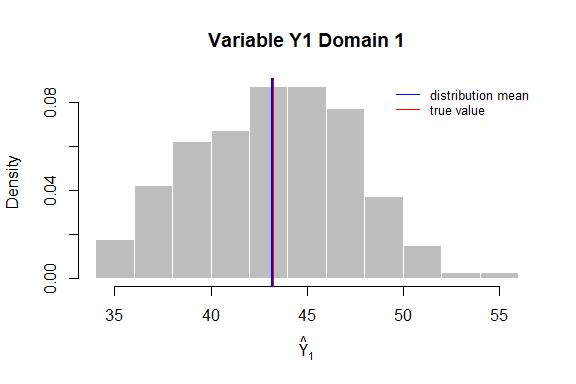 Variable Y1 Domain 1
distribution mean
true value
Density
0.00
0.04
0.08
35
40
45
50
55
Ŷ1